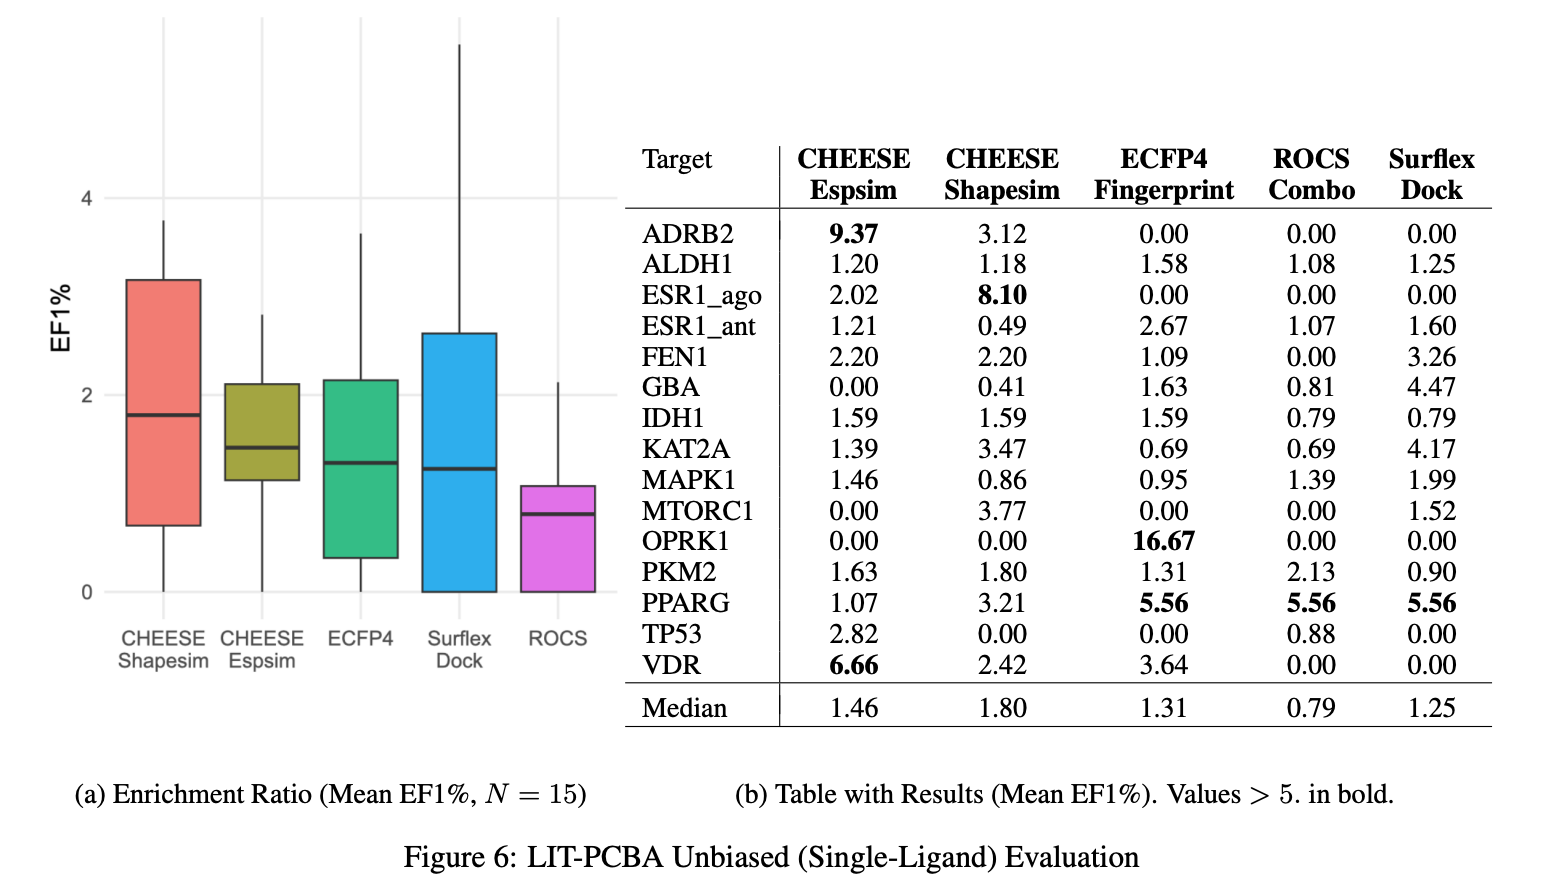 EF1%
4
2
0
CHEESE Shapesim
CHEESE Espsim
ECFP4
Surflex Dock
ROCS
Target CHEESE Espsim CHEESE Shapesim ECFP4 Fingerprint ROCS Combo Surflex Dock
ADRB2 9.37 3.12 0.00 0.00 0.00
ALDH1 1.20 1.18 1.58 1.08 1.25
ESR1_ago 2.02 8.10 0.00 0.00 0.00
ESR1_ant 1.21 0.49 2.67 1.07 1.60
FEN1 2.20 2.20 1.09 0.00 3.26
GBA 0.00 0.41 1.63 0.81 4.47
IDH1 1.59 1.59 1.59 0.79 0.79
KAT2A 1.39 3.47 0.69 0.69 4.17
MAPK1 1.46 0.86 0.95 1.39 1.99
MTORC1 0.00 3.77 0.00 0.00 1.52
OPRK1 0.00 0.00 16.67 0.00 0.00
PKM2 1.63 1.80 1.31 2.13 0.90
PPARG 1.07 3.21 5.56 5.56 5.56
TP53 2.82 0.00 0.00 0.88 0.00
VDR 6.66 2.42 3.64 0.00 0.00
Median 1.46 1.80 1.31 0.79 1.25
(a) Enrichment Ratio (Mean EF1%, N = 15)
(b) Table with Results (Mean EF1%). Values > 5. in bold.
Figure 6: LIT-PCBA Unbiased (Single-Ligand) Evaluation